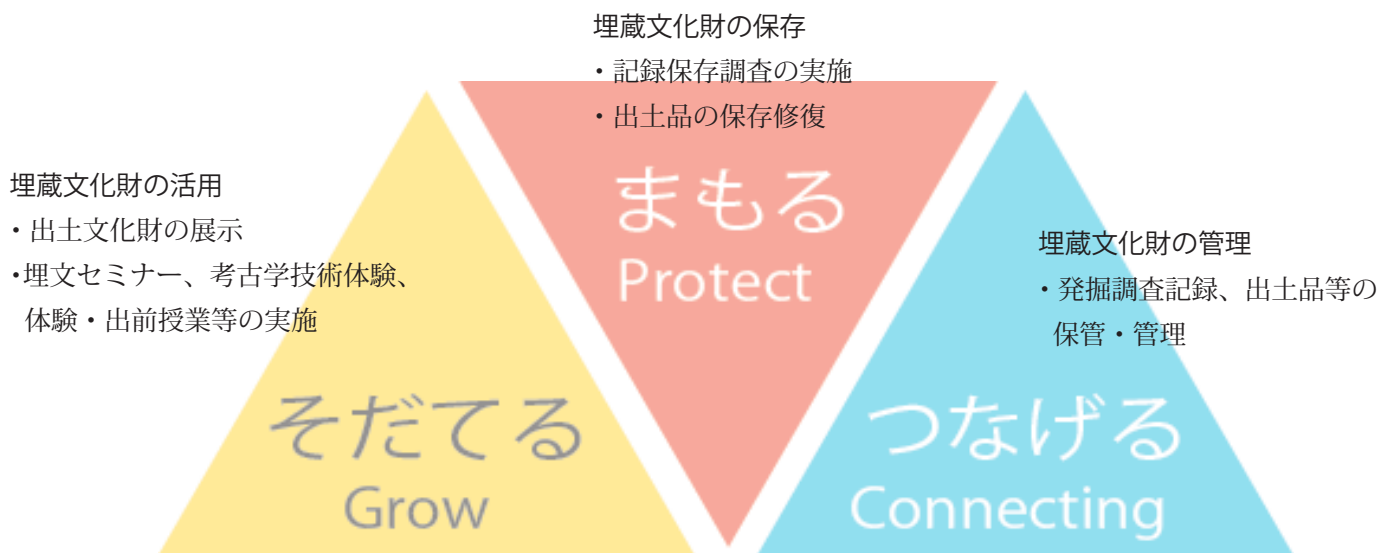 埋蔵文化財の保存
・記録保存調査の実施
・出土品の保存修復
まもる
Protect
埋蔵文化財の活用
・出土文化財の展示
・埋文セミナー、考古学技術体験、
体験・出前授業等の実施
そだてる
Grow
埋蔵文化財の管理
・発掘調査記録、出土品等の
保管・管理
つなげる
Connecting